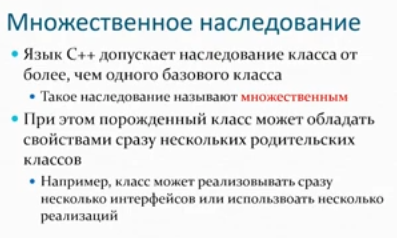 Множественное наследование
Язык C++ допускает наследование класса от
более, чем одного базового класса
Такое наследование называют множественным
При этом порожденный класс может обладать
свойствами сразу нескольких родительских
классов
Например, класс может реализовывать сразу
несколько интерфейсов или использвоать несколько
реализаций